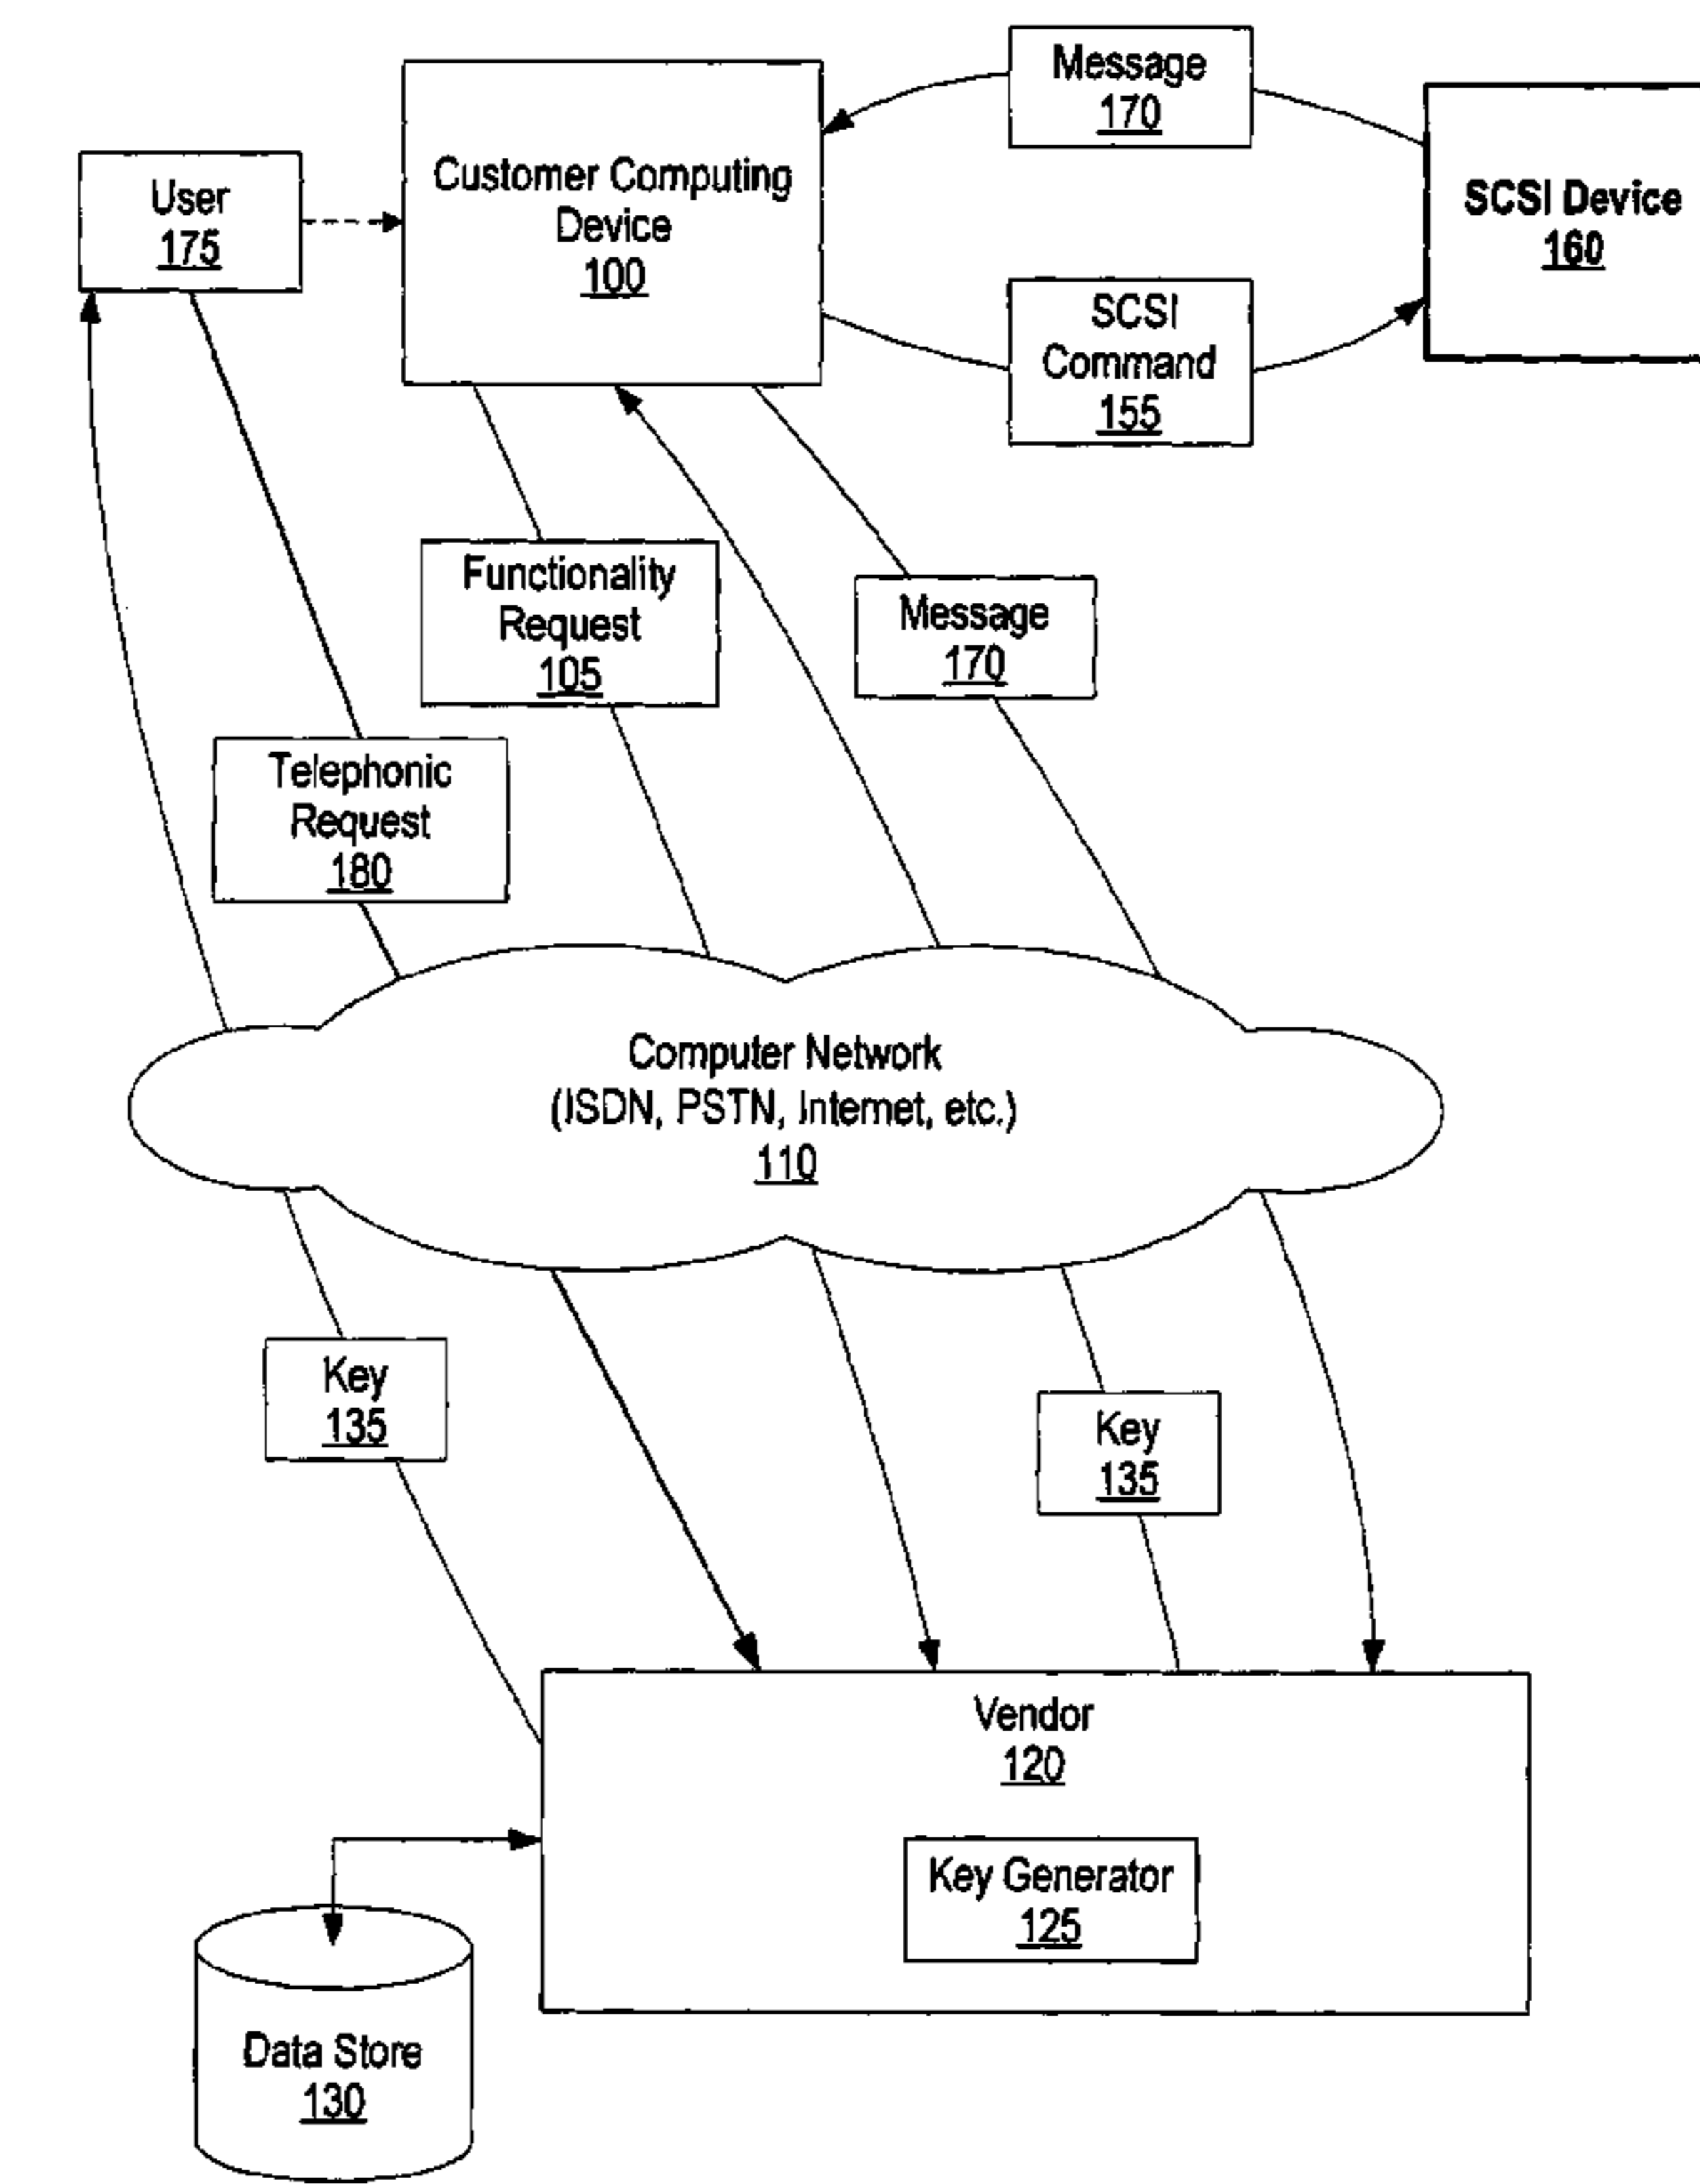 Message
170
User
175
Customer Computing
Device
100
SCSI Device
160
SCSI
Command
155
Functionality
Request
105
Message
170
Telephonic
Request
180
Computer Network
(ISDN, PSTN, Internet, etc.)
110
Key
135
Key
135
Vendor
120
Key Generator
125
Data Store
130